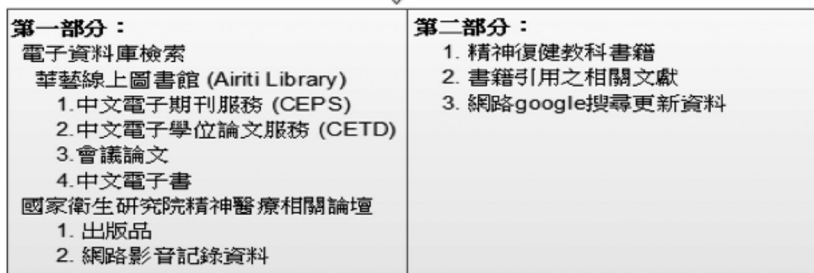 第一部分：
電子資料庫檢索
華藝線上圖書館 (Airiti Library)
1.中文電子期刊服務 (CEPS)
2.中文電子學位論文服務 (CETD)
3.會議論文
4.中文電子書
國家衛生研究院精神醫療相關論壇
1. 出版品
2. 網路影音記錄資料
第二部分：
1. 精神復健教科書籍
2. 書籍引用之相關文獻
3. 網路google搜尋更新資料